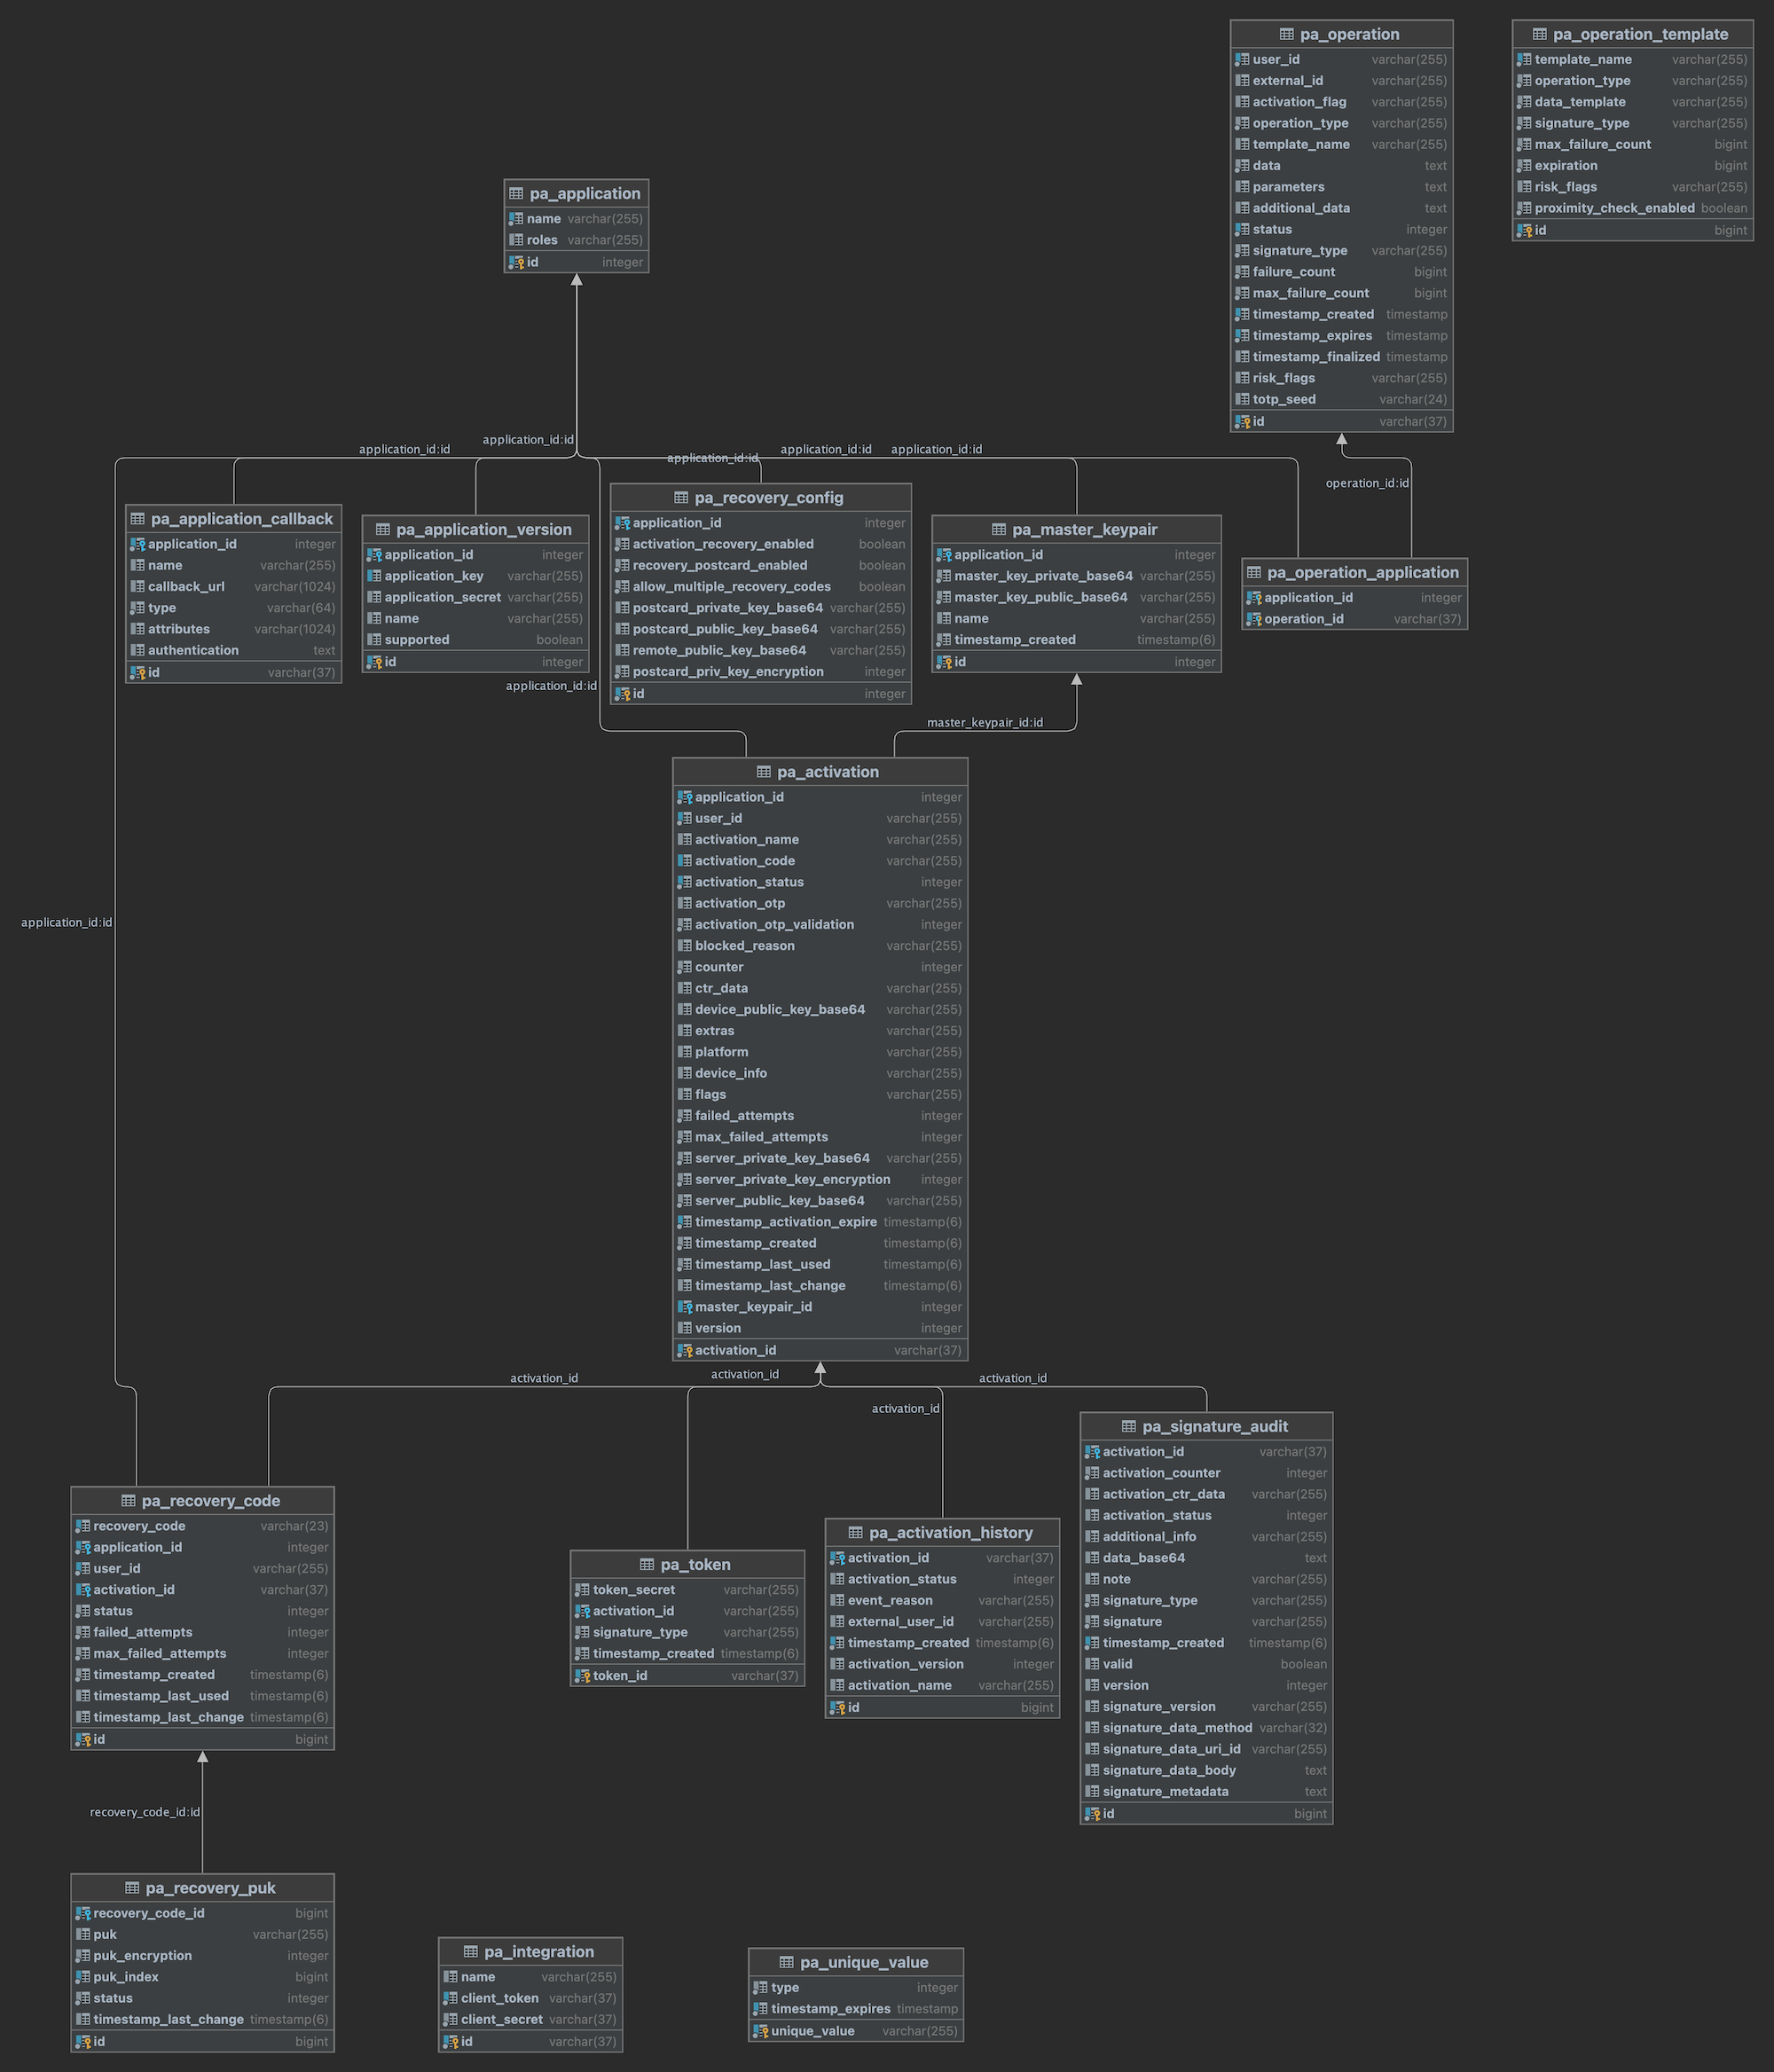 pa_operation
user_id varchar(255)
external_id varchar(255)
activation_flag varchar(255)
operation_type varchar(255)
template_name varchar(255)
data text
parameters text
additional_data text
status integer
signature_type varchar(255)
failure_count bigint
max_failure_count bigint
timestamp_created timestamp
timestamp_expires timestamp
timestamp_finalized timestamp
risk_flags varchar(255)
totp_seed varchar(24)
id varchar(37)
pa_operation_template
template_name varchar(255)
operation_type varchar(255)
data_template varchar(255)
signature_type varchar(255)
max_failure_count bigint
expiration bigint
risk_flags varchar(255)
proximity_check_enabled boolean
id bigint
pa_application
name varchar(255)
roles varchar(255)
id integer
application_id:id
application_id:id
application_id:id
application_id:id
application_id:id
operation_id:id
pa_application_callback
application_id integer
name varchar(255)
callback_url varchar(1024)
type varchar(64)
attributes varchar(1024)
authentication text
id varchar(37)
pa_application_version
application_id integer
application_key varchar(255)
application_secret varchar(255)
name varchar(255)
supported boolean
id integer
pa_recovery_config
application_id integer
activation_recovery_enabled boolean
recovery_postcard_enabled boolean
allow_multiple_recovery_codes boolean
postcard_private_key_base64 varchar(255)
postcard_public_key_base64 varchar(255)
remote_public_key_base64 varchar(255)
postcard_priv_key_encryption integer
id integer
pa_master_keypair
application_id integer
master_key_private_base64 varchar(255)
master_key_public_base64 varchar(255)
name varchar(255)
timestamp_created timestamp(6)
id integer
pa_operation_application
application_id integer
operation_id varchar(37)
application_id:id
master_keypair_id:id
pa_activation
application_id integer
user_id varchar(255)
activation_name varchar(255)
activation_code varchar(255)
activation_status integer
activation_otp varchar(255)
activation_otp_validation integer
blocked_reason varchar(255)
counter integer
ctr_data varchar(255)
device_public_key_base64 varchar(255)
extras varchar(255)
platform varchar(255)
device_info varchar(255)
flags varchar(255)
failed_attempts integer
max_failed_attempts integer
server_private_key_base64 varchar(255)
server_private_key_encryption integer
server_public_key_base64 varchar(255)
timestamp_activation_expire timestamp(6)
timestamp_created timestamp(6)
timestamp_last_used timestamp(6)
timestamp_last_change timestamp(6)
master_keypair_id integer
version integer
activation_id varchar(37)
application_id:id
activation_id
activation_id
activation_id
activation_id
pa_recovery_code
recovery_code varchar(23)
application_id integer
user_id varchar(255)
activation_id varchar(37)
status integer
failed_attempts integer
max_failed_attempts integer
timestamp_created timestamp(6)
timestamp_last_used timestamp(6)
timestamp_last_change timestamp(6)
id bigint
pa_token
token_secret varchar(255)
activation_id varchar(255)
signature_type varchar(255)
timestamp_created timestamp(6)
token_id varchar(37)
pa_activation_history
activation_id varchar(37)
activation_status integer
event_reason varchar(255)
external_user_id varchar(255)
timestamp_created timestamp(6)
activation_version integer
activation_name varchar(255)
id bigint
pa_signature_audit
activation_id varchar(37)
activation_counter integer
activation_ctr_data varchar(255)
activation_status integer
additional_info varchar(255)
data_base64 text
note varchar(255)
signature_type varchar(255)
signature varchar(255)
timestamp_created timestamp(6)
valid boolean
version integer
signature_version varchar(255)
signature_data_method varchar(32)
signature_data_uri_id varchar(255)
signature_data_body text
signature_metadata text
id bigint
recovery_code_id:id
pa_recovery_puk
recovery_code_id bigint
puk varchar(255)
puk_encryption integer
puk_index bigint
status integer
timestamp_last_change timestamp(6)
id bigint
pa_integration
name varchar(255)
client_token varchar(37)
client_secret varchar(37)
id varchar(37)
pa_unique_value
type integer
timestamp_expires timestamp
unique_value varchar(255)